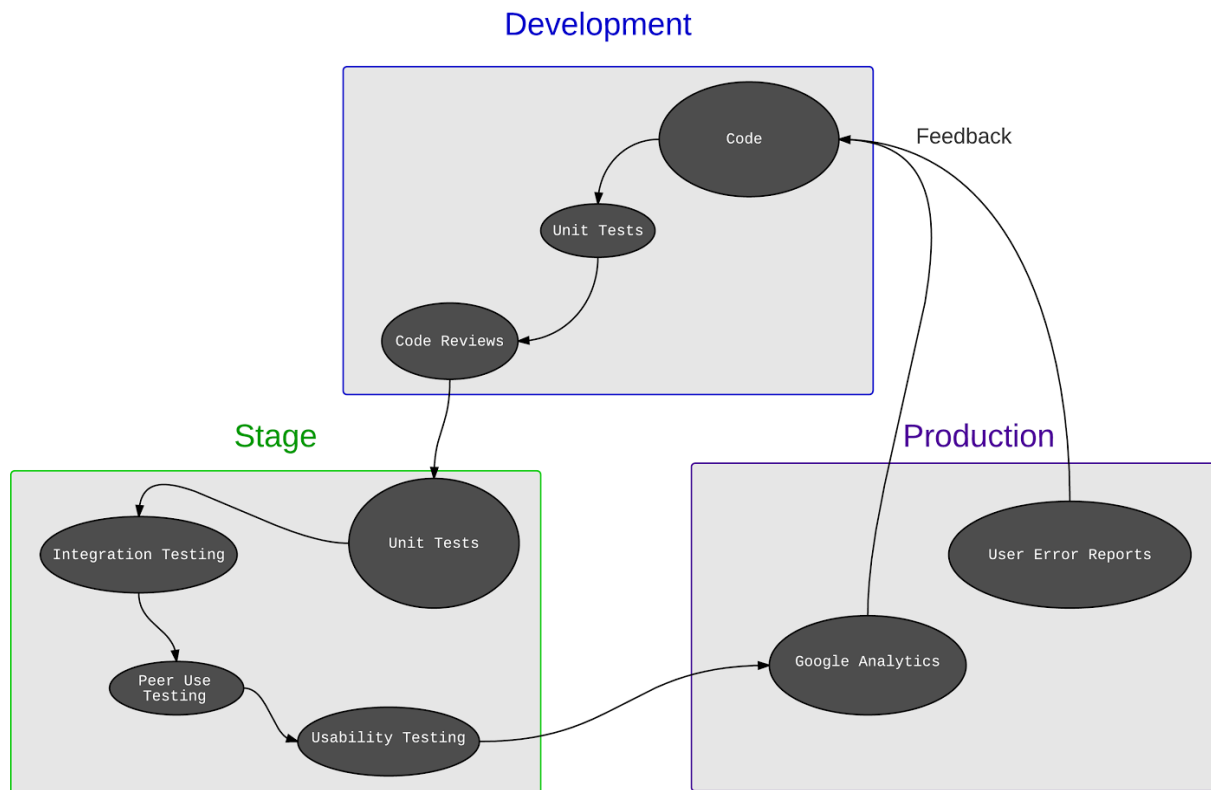 Development
Code
Feedback
Unit Tests
Code Reviews
Stage
Production
Unit Tests
Integration Testing
User Error Reports
Peer Use
Testing
Google Analytics
Usability Testing